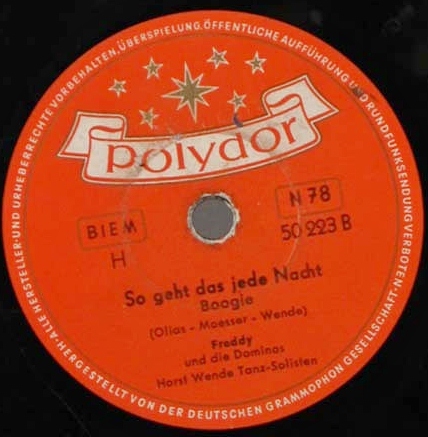 ALLE HERSTELLER- UND URHEBERRECHTE VORBEHALTEN. ÜBERSPIELUNG, ÖFFENTLICHE AUFFÜHRUNG UND RUNDFUNKSENDUNG VERBOTEN.
polydor
BIEM
N 78
H
50 223 B
So geht das jede Nacht
Boogie
(Olias - Moesser - Wende)
Freddy
und die Dominos
Horst Wende Tanz-Solisten
HERGESTELLT VON DER DEUTSCHEN GRAMMOPHON GESELLSCHAFT